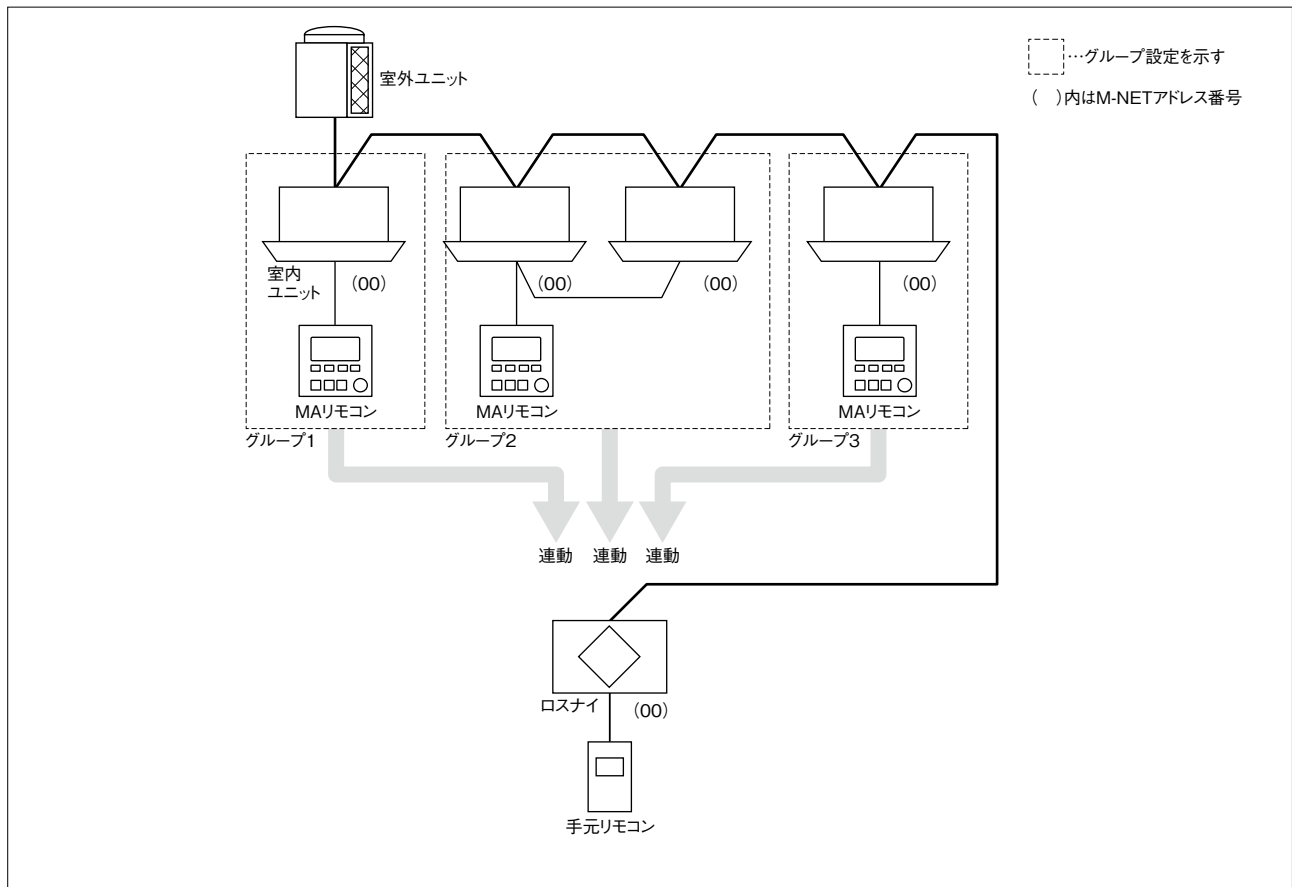 室外ユニット
…グループ設定を示す
(　)内はM-NETアドレス番号
室内
ユニット
(00)
(00)
(00)
(00)
MAリモコン
MAリモコン
MAリモコン
グループ1
グループ2
グループ3
連動
連動
連動
ロスナイ
(00)
手元リモコン